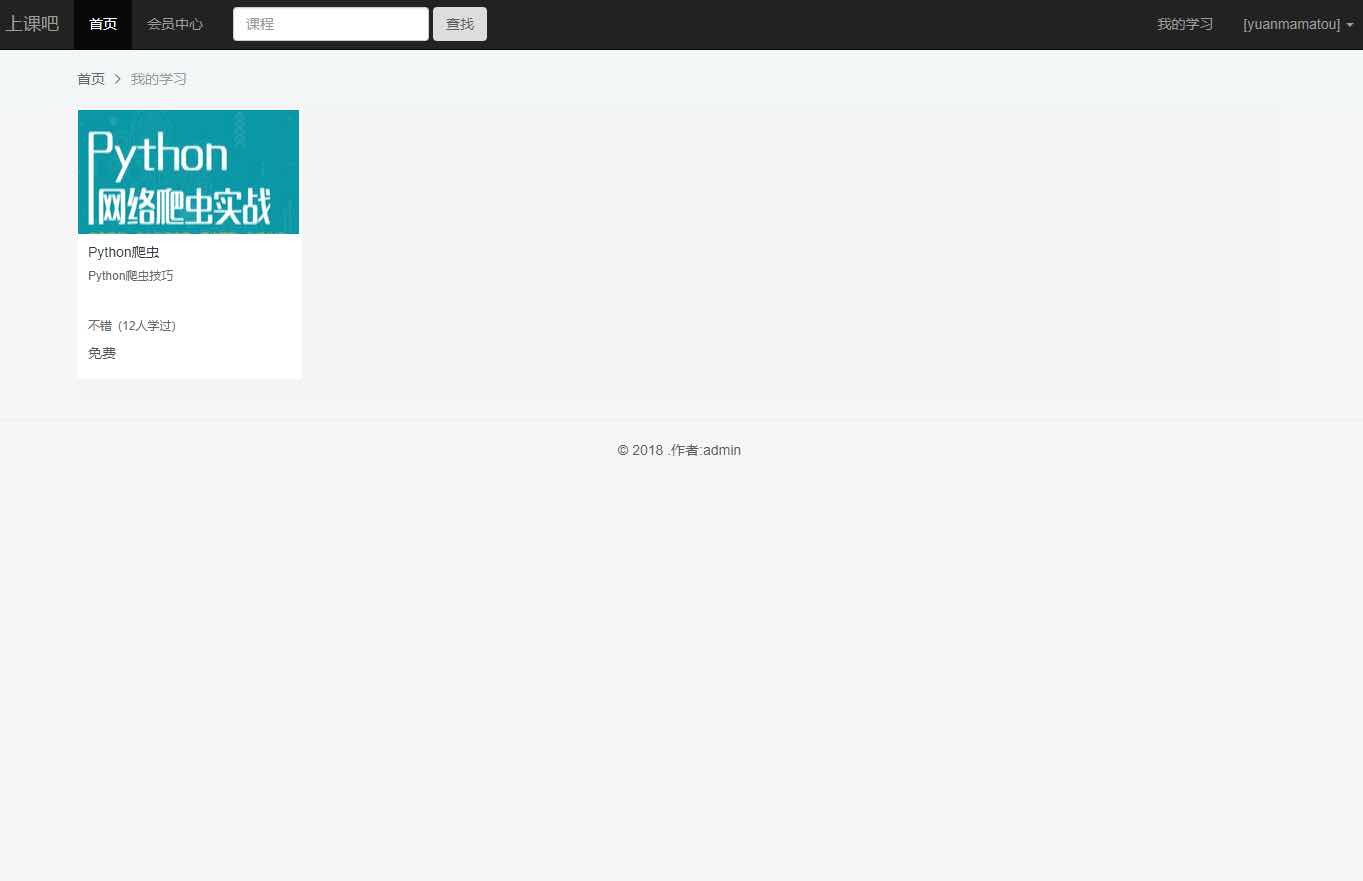 上课吧 首页 会员中心 课程 查找 我的学习 [yuanmamatou]
首页 > 我的学习
Python
网络爬虫实战
Python爬虫
Python爬虫技巧
不错 (12人学过)
免费
© 2018 .作者:admin